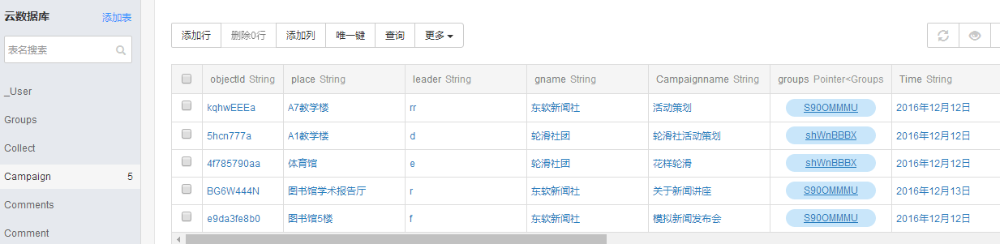 云数据库 添加表
表名搜索
_User
Groups
Collect
Campaign 5
Comments
Comment
添加行 删除0行 添加列 唯一键 查询 更多
objectId String place String leader String gname String Campaignname String groups Pointer<Groups Time String
kqhwEEEa A7教学楼 rr 东软新闻社 活动策划 S90OMMMU 2016年12月12日
5hcn777a A1教学楼 d 轮滑社团 轮滑社活动策划 shWnBBBX 2016年12月12日
4f785790aa 体育馆 e 轮滑社团 花样轮滑 shWnBBBX 2016年12月12日
BG6W444N 图书馆学术报告厅 r 东软新闻社 关于新闻讲座 S90OMMMU 2016年12月13日
e9da3fe8b0 图书馆5楼 f 东软新闻社 模拟新闻发布会 S90OMMMU 2016年12月12日